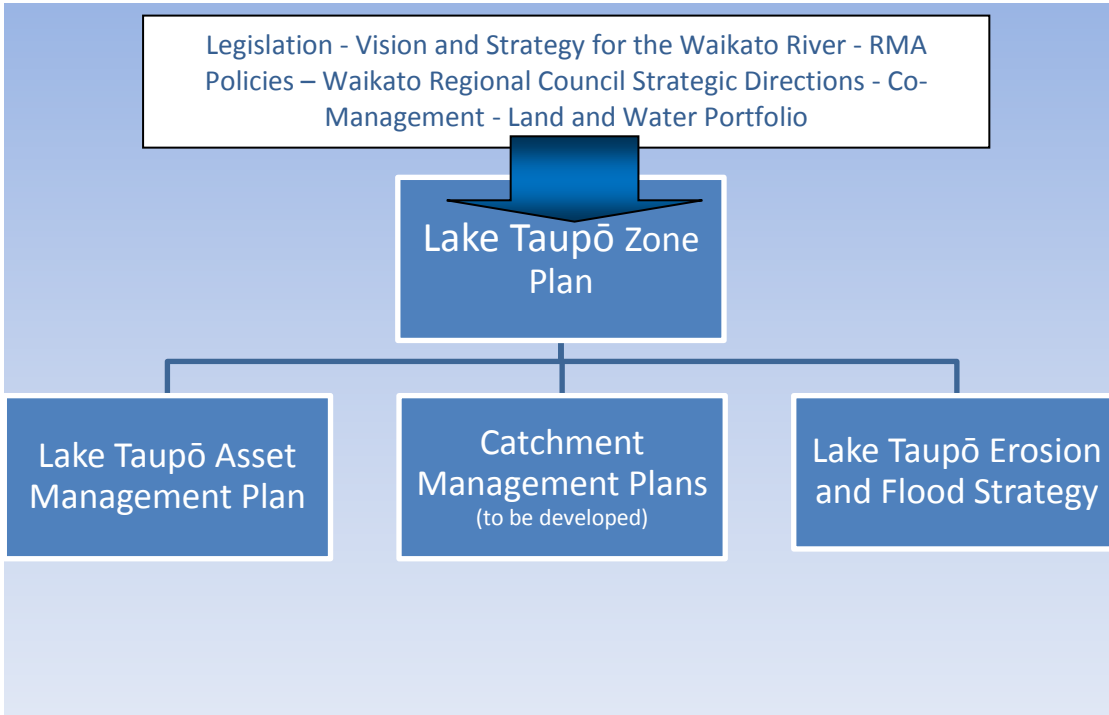 Legislation - Vision and Strategy for the Waikato River - RMA
Policies – Waikato Regional Council Strategic Directions - Co-
Management - Land and Water Portfolio
Lake Taupō Zone
Plan
Lake Taupō Asset
Management Plan
Catchment
Management Plans
(to be developed)
Lake Taupō Erosion
and Flood Strategy